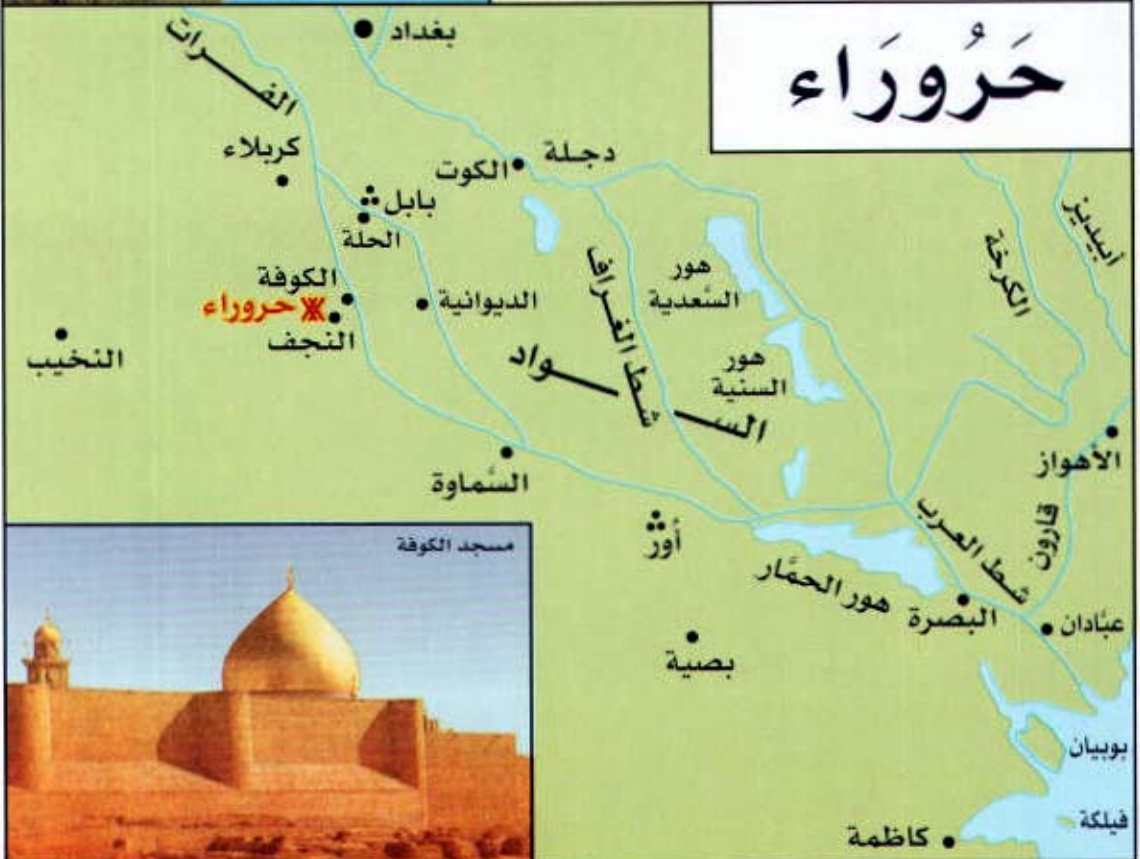 حَرُورَاء
بغداد
الفرات
كربلاء
دجلة
الكوت
بابل
الحلة
أبيديز
الكرخة
هور
السَّعدية
شط الغراف
الكوفة
حروراء
النجف
الديوانية
النخيب
هور
السنية
السواد
السَّماوة
الأهواز
أور
شط العرب
قارون
هور الحمَّار
البصرة
عبَّادان
بصية
بوبيان
فيلكة
كاظمة
مسجد الكوفة